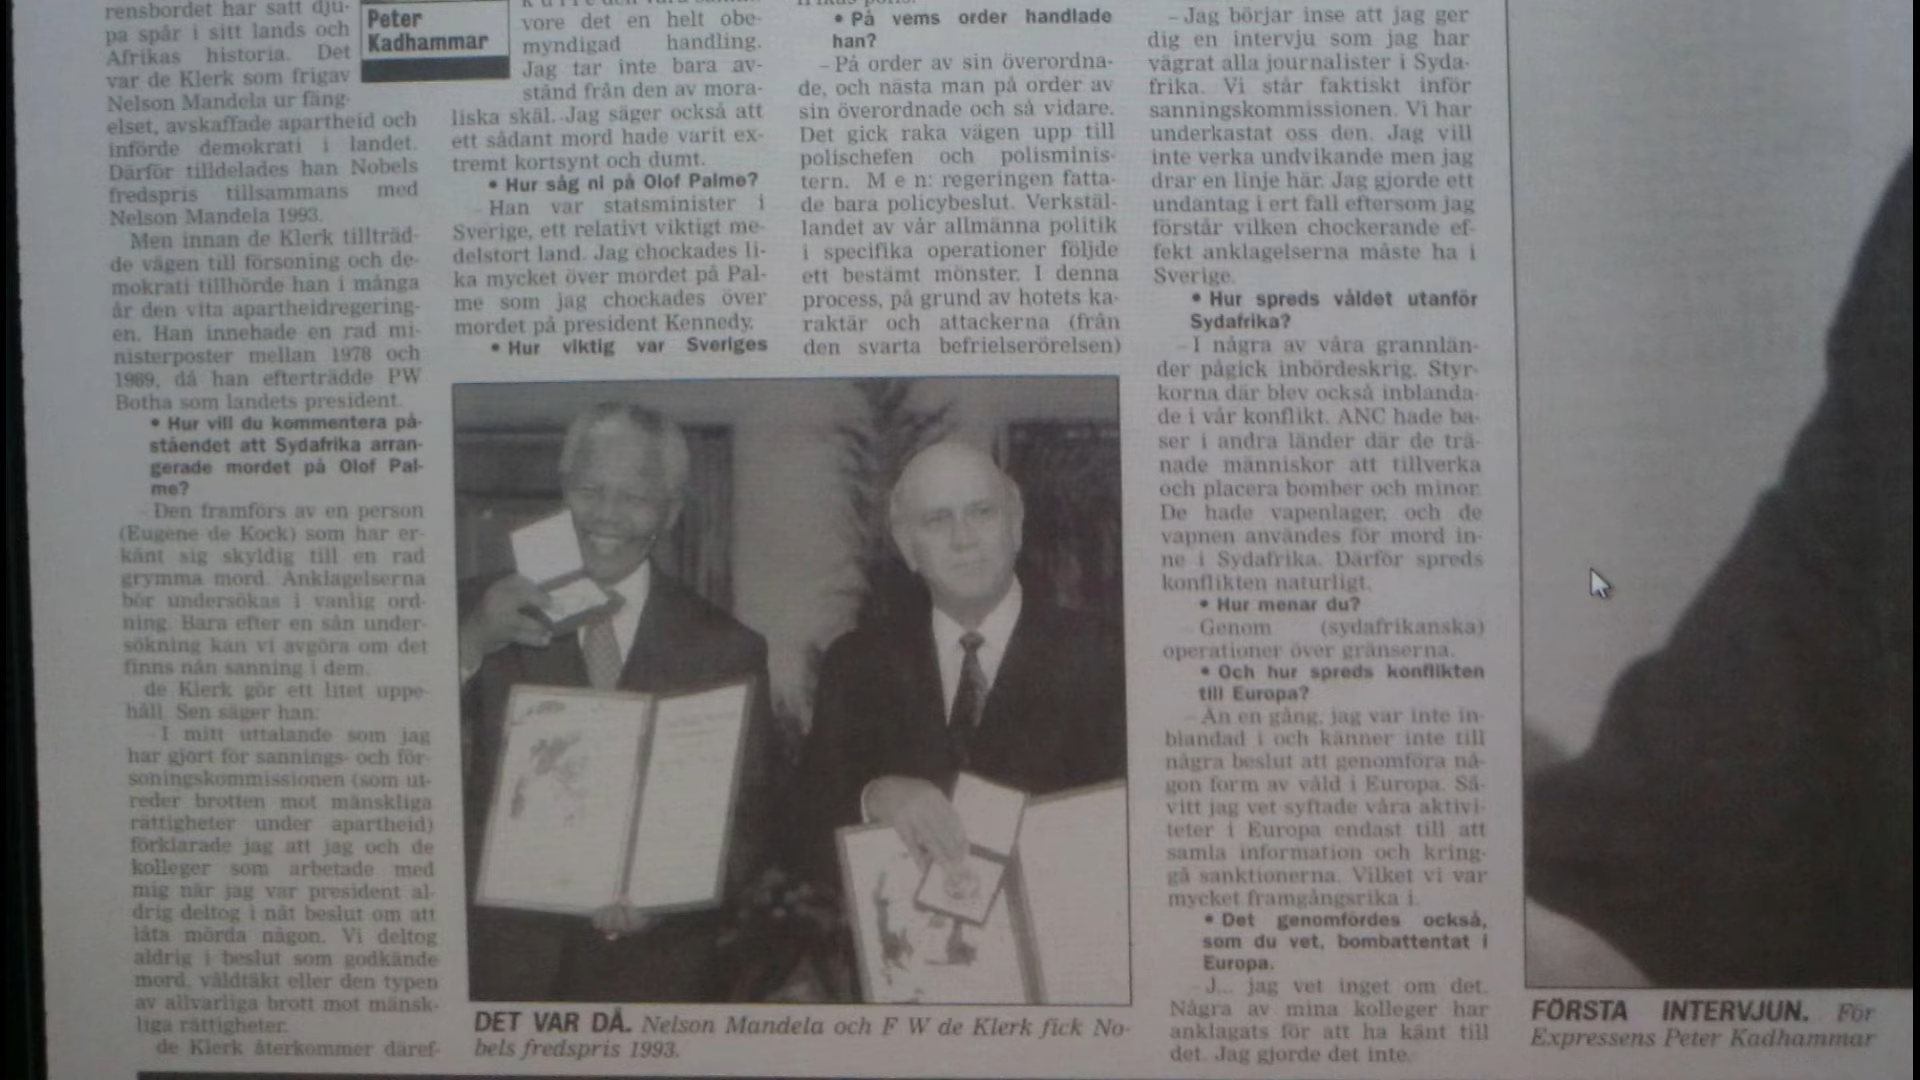 rensbordet har satt dju-
pa spår i sitt lands och
Afrikas historia. Det
var de Klerk som frigav
Nelson Mandela ur fäng-
elset, avskaffade apartheid och
införde demokrati i landet.
Därför tilldelades han Nobels
fredspris tillsammans med
Nelson Mandela 1993.
Men innan de Klerk tillträd-
de vägen till försoning och de-
mokrati tillhörde han i många
år den vita apartheidregering-
en. Han innehade en rad mi-
nisterposter mellan 1978 och
1989, då han efterträdde PW
Botha som landets president.
• Hur vill du kommentera på-
ståendet att Sydafrika arran-
gerade mordet på Olof Pal-
me?
– Den framförs av en person
(Eugene de Kock) som har er-
känt sig skyldig till en rad
grymma mord. Anklagelserna
bör undersökas i vanlig ord-
ning. Bara efter en sån under-
sökning kan vi avgöra om det
finns nån sanning i dem.
de Klerk gör ett litet uppe-
håll. Sen säger han:
– I mitt uttalande som jag
har gjort för sannings- och för-
soningskommissionen (som ut-
reder brotten mot mänskliga
rättigheter under apartheid)
förklarade jag att jag och de
kolleger som arbetade med
mig när jag var president al-
drig deltog i nåt beslut om att
låta mörda någon. Vi deltog
aldrig i beslut som godkände
mord, våldtäkt eller den typen
av allvarliga brott mot mänsk-
liga rättigheter.
de Klerk återkommer däref-
Peter
Kadhammar
vore det en helt obe-
myndigad handling.
Jag tar inte bara av-
stånd från den av mora-
liska skäl. Jag säger också att
ett sådant mord hade varit ex-
tremt kortsynt och dumt.
• Hur såg ni på Olof Palme?
– Han var statsminister i
Sverige, ett relativt viktigt me-
delstort land. Jag chockades li-
ka mycket över mordet på Pal-
me som jag chockades över
mordet på president Kennedy.
• Hur viktig var Sveriges
• På vems order handlade
han?
– På order av sin överordna-
de, och nästa man på order av
sin överordnade och så vidare.
Det gick raka vägen upp till
polischefen och polisminis-
tern. M e n: regeringen fatta-
de bara policybeslut. Verkstäl-
landet av vår allmänna politik
i specifika operationer följde
ett bestämt mönster. I denna
process, på grund av hotets ka-
raktär och attackerna (från
den svarta befrielserörelsen)
DET VAR DÅ. Nelson Mandela och F W de Klerk fick No-
bels fredspris 1993.
– Jag börjar inse att jag ger
dig en intervju som jag har
vägrat alla journalister i Syda-
frika. Vi står faktiskt inför
sanningskommissionen. Vi har
underkastat oss den. Jag vill
inte verka undvikande men jag
drar en linje här. Jag gjorde ett
undantag i ert fall eftersom jag
förstår vilken chockerande ef-
fekt anklagelserna måste ha i
Sverige.
• Hur spreds våldet utanför
Sydafrika?
– I några av våra grannlän-
der pågick inbördeskrig. Styr-
korna där blev också inblanda-
de i vår konflikt. ANC hade ba-
ser i andra länder där de trä-
nade människor att tillverka
och placera bomber och minor.
De hade vapenlager, och de
vapnen användes för mord in-
ne i Sydafrika. Därför spreds
konflikten naturligt.
• Hur menar du?
– Genom (sydafrikanska)
operationer över gränserna.
• Och hur spreds konflikten
till Europa?
– Än en gång, jag var inte in-
blandad i och känner inte till
några beslut att genomföra nå-
gon form av våld i Europa. Så-
vitt jag vet syftade våra aktivi-
teter i Europa endast till att
samla information och kring-
gå sanktionerna. Vilket vi var
mycket framgångsrika i.
• Det genomfördes också,
som du vet, bombattentat i
Europa.
– J... jag vet inget om det.
Några av mina kolleger har
anklagats för att ha känt till
det. Jag gjorde det inte.
FÖRSTA INTERVJUN. För
Expressens Peter Kadhammar